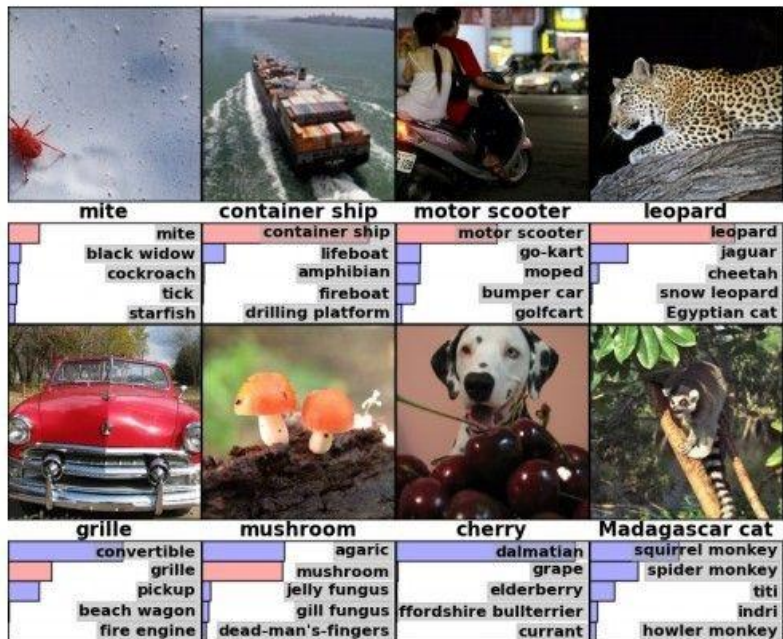 mite
container ship
motor scooter
leopard
mite
black widow
cockroach
tick
starfish
container ship
lifeboat
amphibian
fireboat
drilling platform
motor scooter
go-kart
moped
bumper car
golfcart
leopard
jaguar
cheetah
snow leopard
Egyptian cat
grille
mushroom
cherry
Madagascar cat
convertible
grille
pickup
beach wagon
fire engine
agaric
mushroom
jelly fungus
gill fungus
dead-man's-fingers
dalmatian
grape
elderberry
ffordshire bullterrier
currant
squirrel monkey
spider monkey
titi
indri
howler monkey